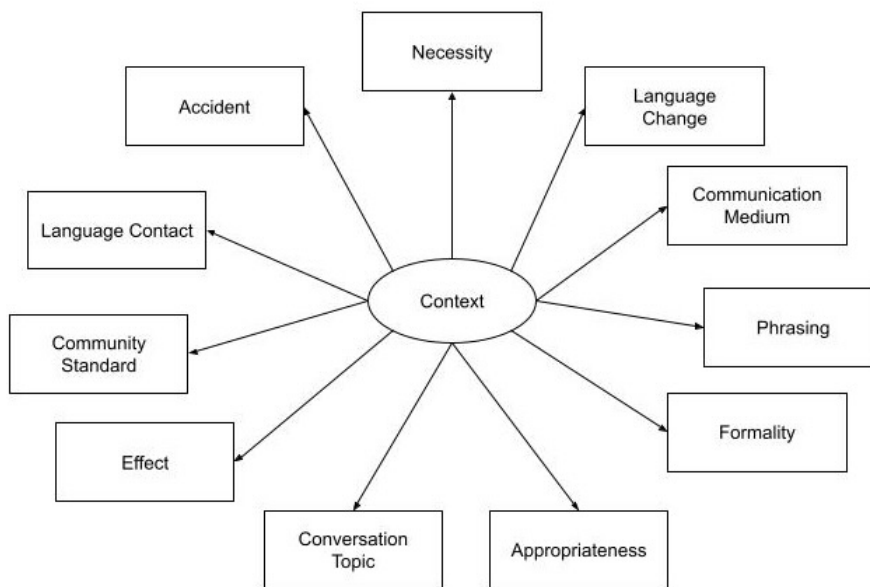 Necessity
Accident
Language
Change
Communication
Medium
Language Contact
Context
Phrasing
Community
Standard
Formality
Effect
Conversation
Topic
Appropriateness